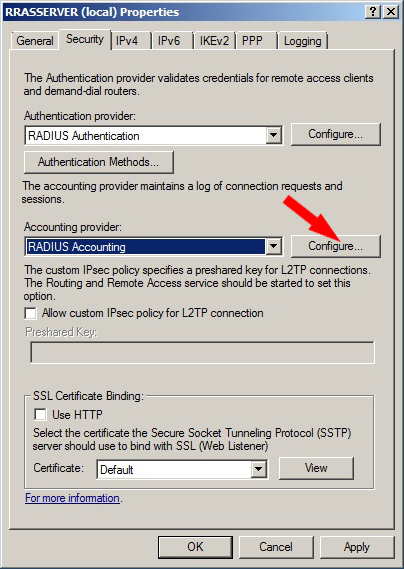 RRASSERVER (local) Properties
General Security IPv4 IPv6 IKEv2 PPP Logging
The Authentication provider validates credentials for remote access clients
and demand-dial routers.
Authentication provider:
RADIUS Authentication Configure...
Authentication Methods...
The accounting provider maintains a log of connection requests and
sessions.
Accounting provider:
RADIUS Accounting Configure...
The custom IPsec policy specifies a preshared key for L2TP connections.
The Routing and Remote Access service should be started to set this
option.
Allow custom IPsec policy for L2TP connection
Preshared Key:
SSL Certificate Binding:
Use HTTP
Select the certificate the Secure Socket Tunneling Protocol (SSTP)
server should use to bind with SSL (Web Listener)
Certificate: Default View
For more information.
OK Cancel Apply